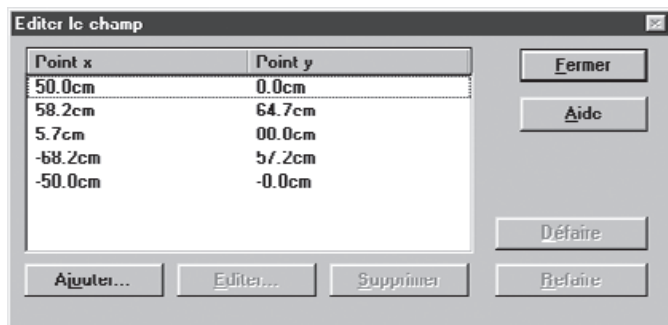 Editer le champ
Point x Point y
50.0cm 0.0cm
58.2cm 64.7cm
5.7cm 00.0cm
-68.2cm 57.2cm
-50.0cm -0.0cm
Fermer
Aide
Défaire
Ajouter... Editer... Supprimer Refaire